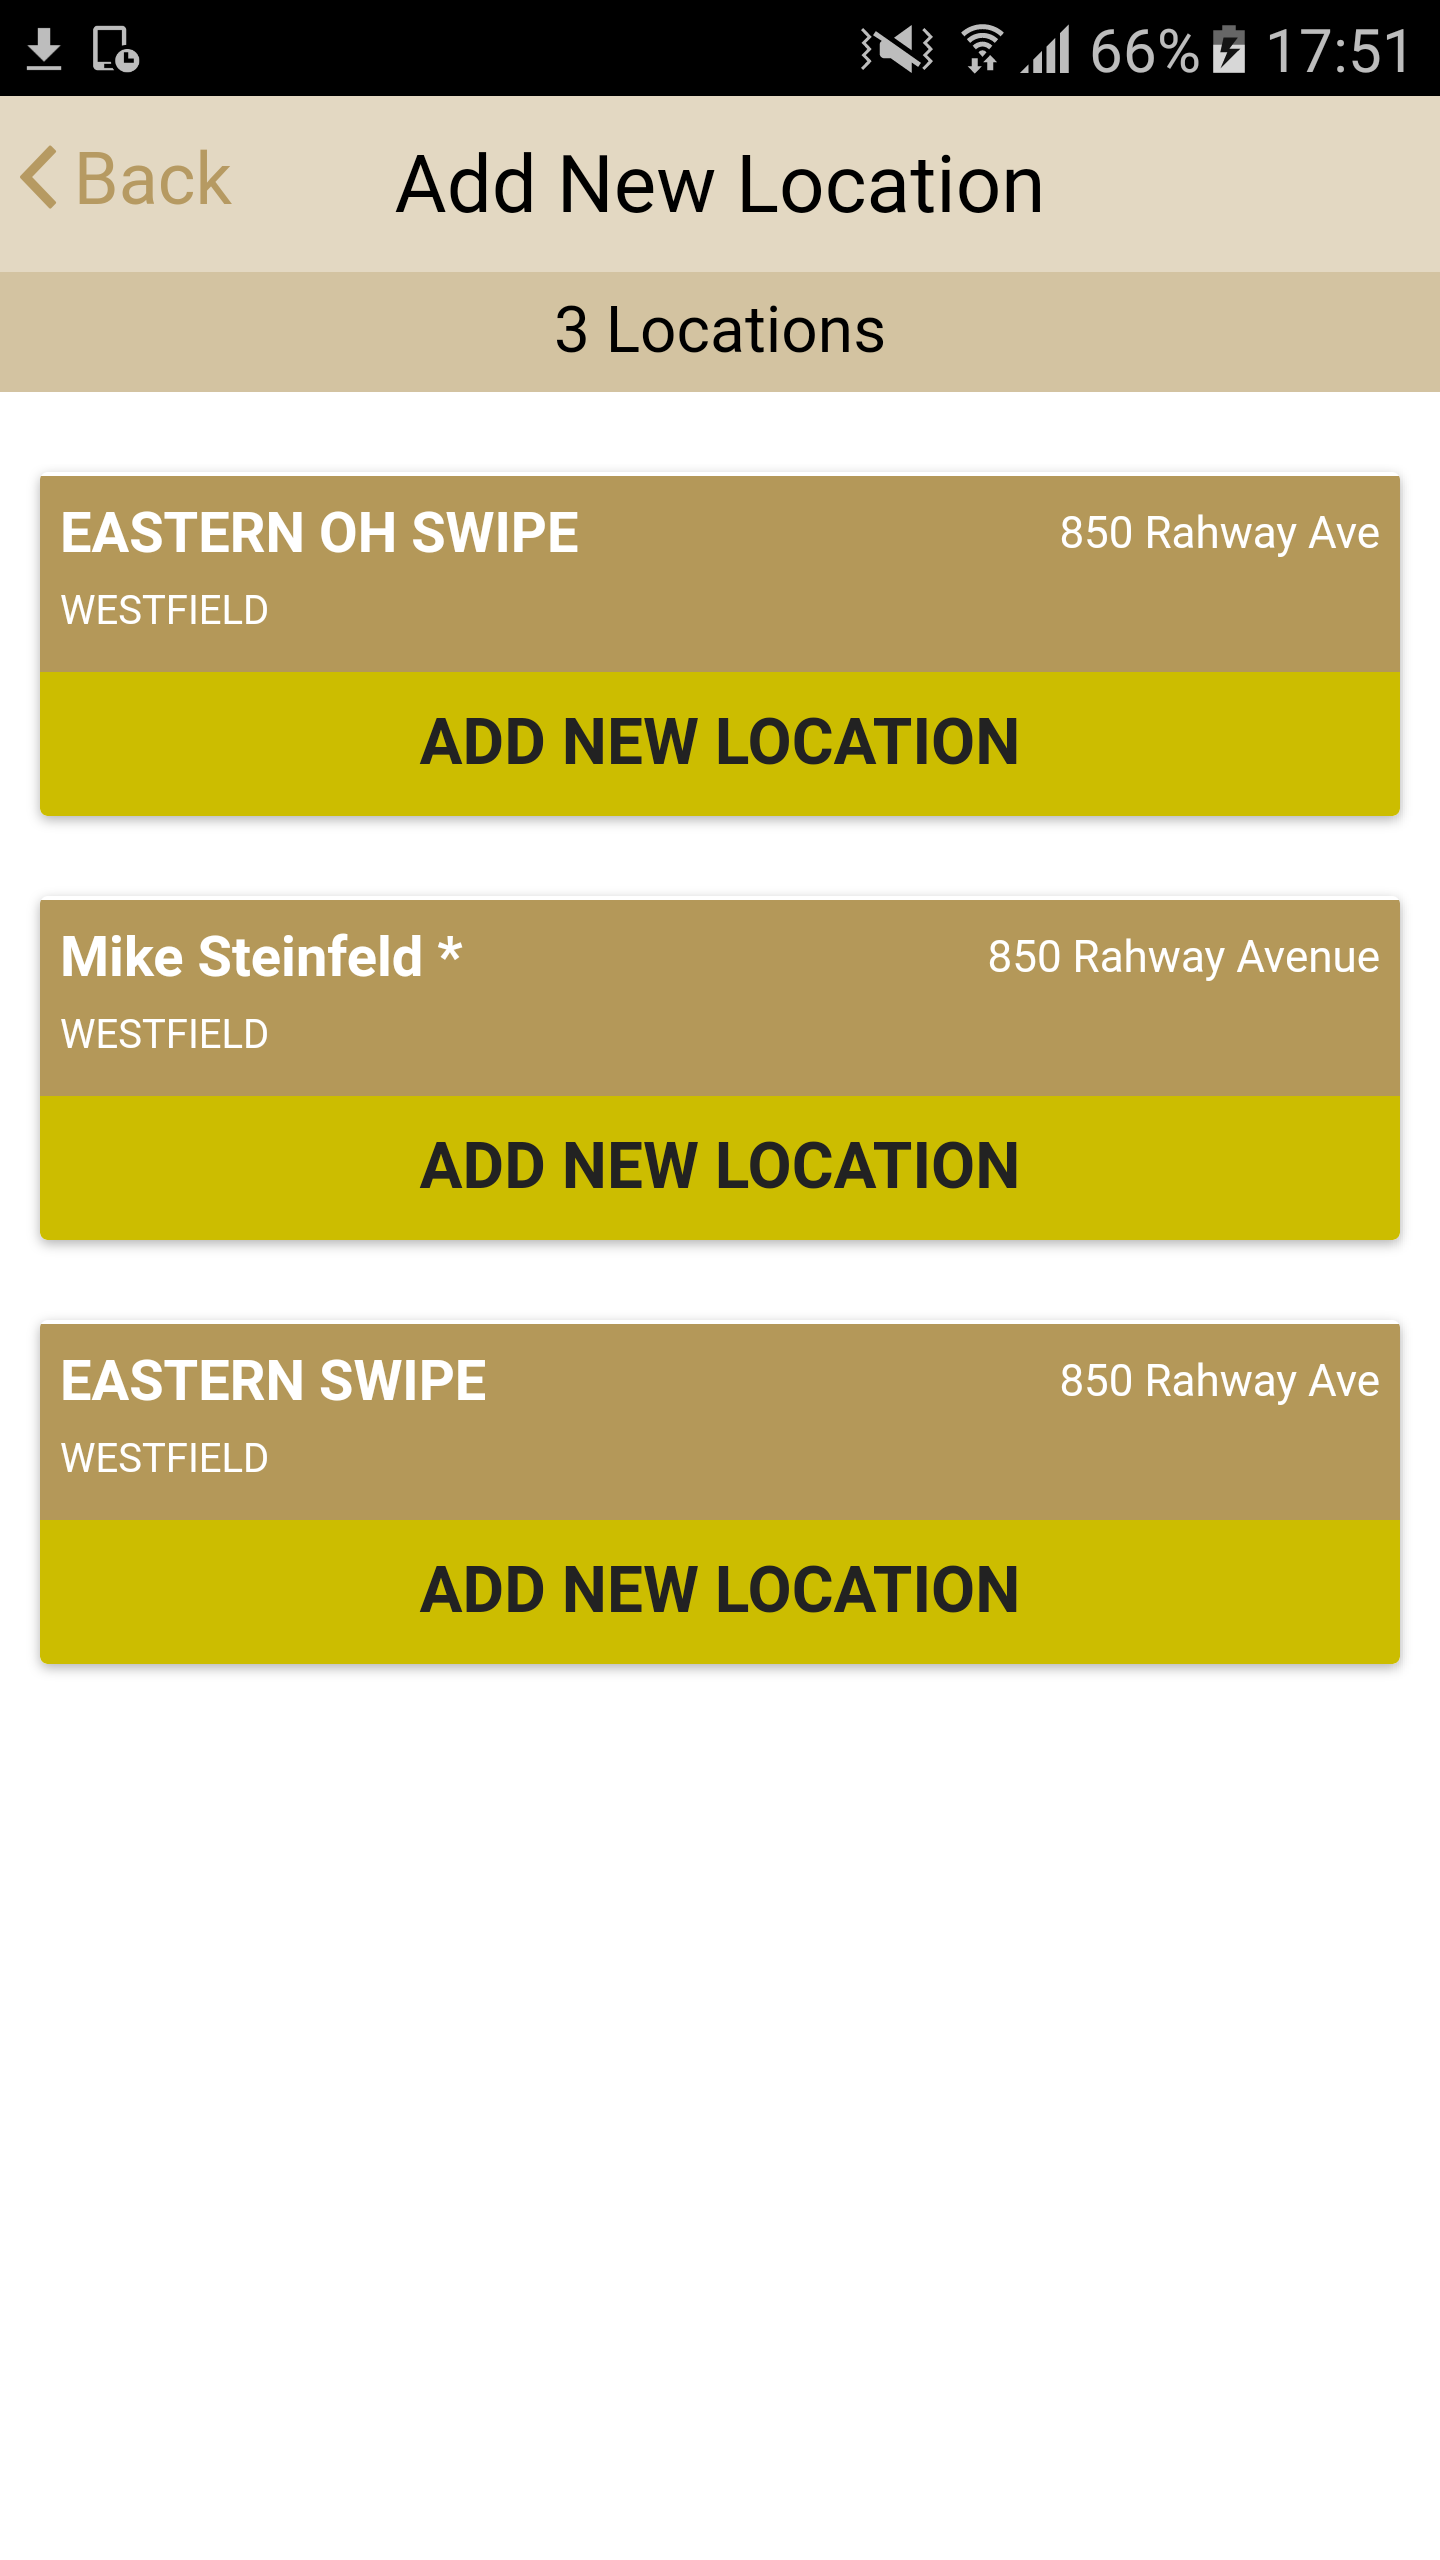 66% 17:51
Back Add New Location
3 Locations
EASTERN OH SWIPE 850 Rahway Ave
WESTFIELD
ADD NEW LOCATION
Mike Steinfeld * 850 Rahway Avenue
WESTFIELD
ADD NEW LOCATION
EASTERN SWIPE 850 Rahway Ave
WESTFIELD
ADD NEW LOCATION